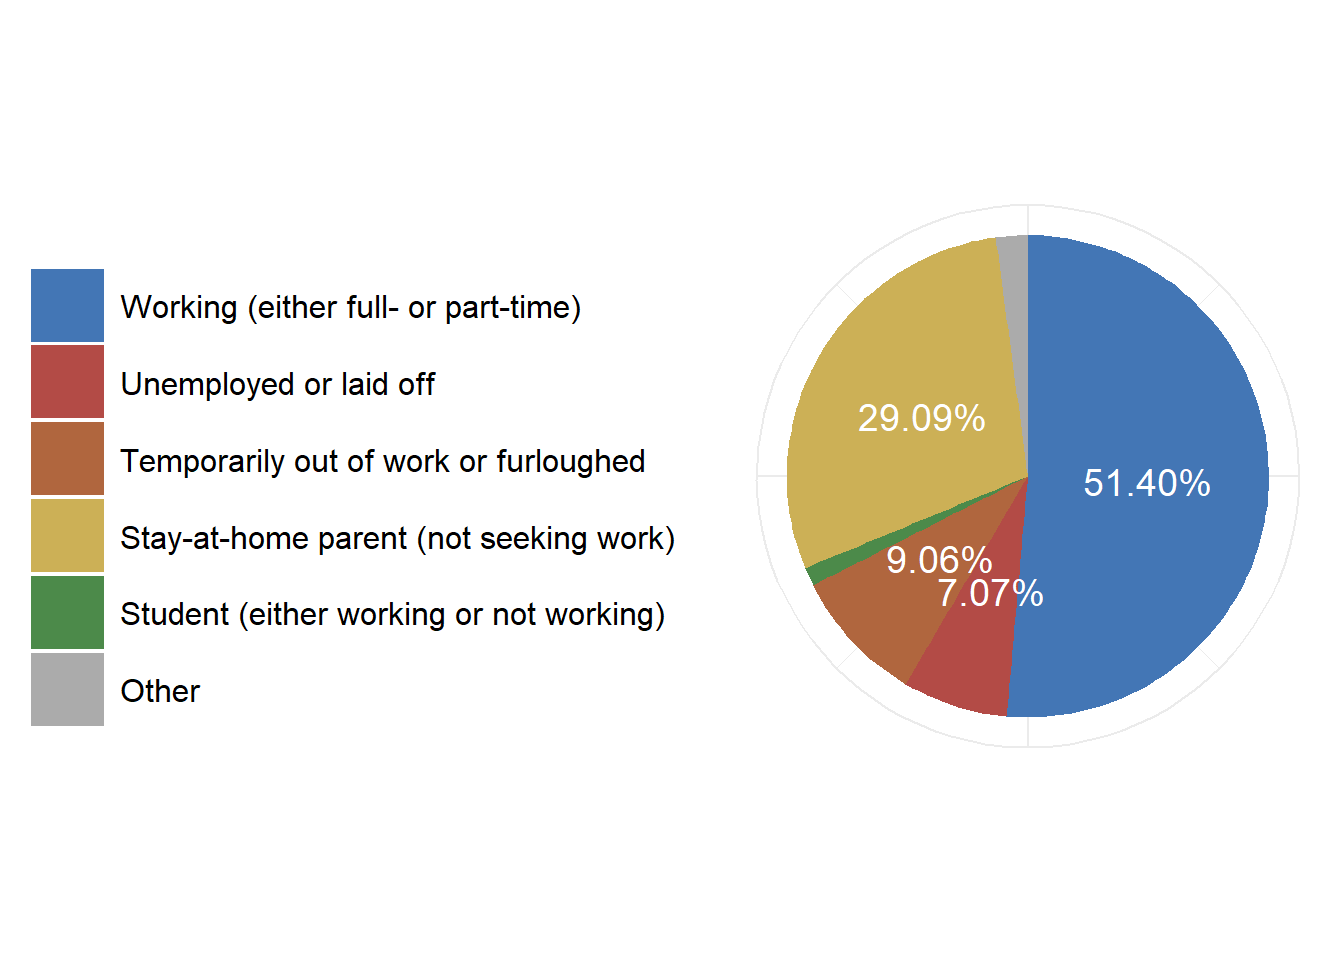 Working (either full- or part-time)
Unemployed or laid off
Temporarily out of work or furloughed
Stay-at-home parent (not seeking work)
Student (either working or not working)
Other
29.09%
51.40%
9.06%
7.07%